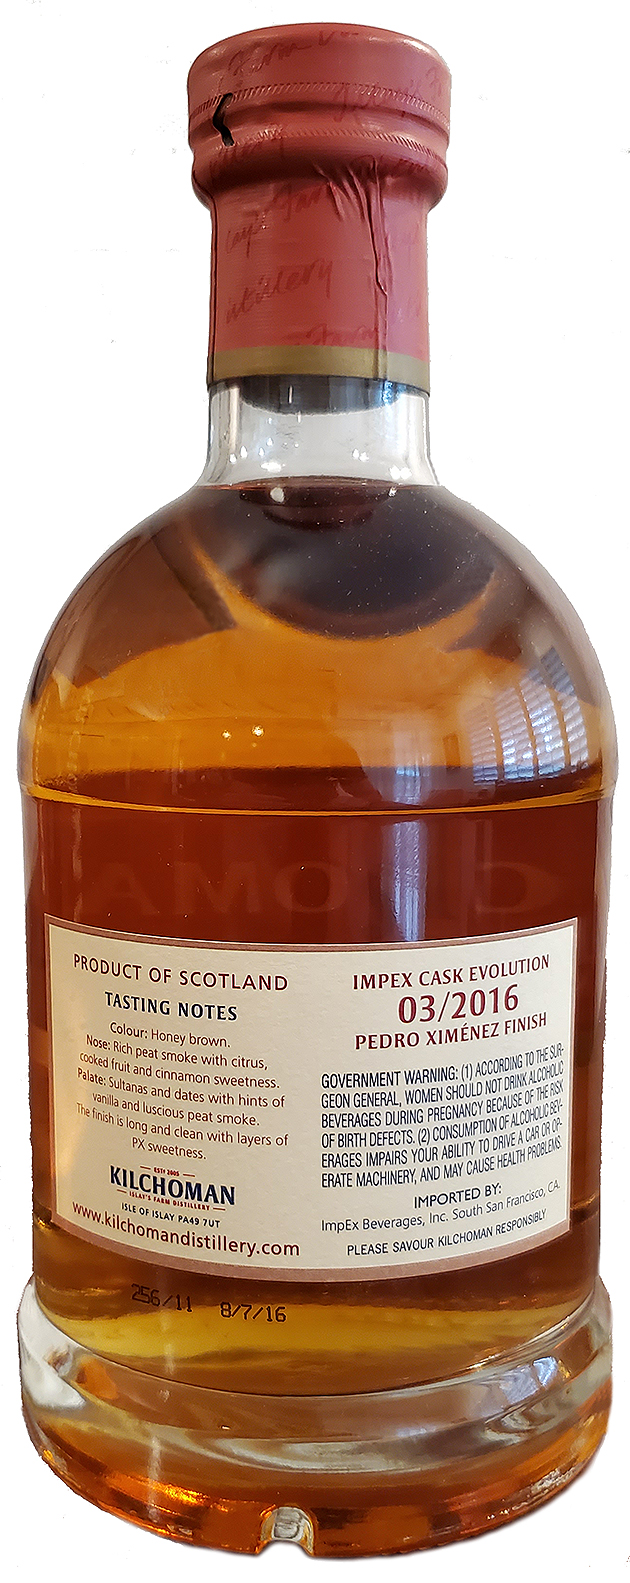 distillery
Farm
PRODUCT OF SCOTLAND
TASTING NOTES
Colour: Honey brown.
Nose: Rich peat smoke with citrus,
cooked fruit and cinnamon sweetness.
Palate: Sultanas and dates with hints of
vanilla and luscious peat smoke.
The finish is long and clean with layers of
PX sweetness.
ESTD 2005
KILCHOMAN
ISLAY'S FARM DISTILLERY
ISLE OF ISLAY PA49 7UT
www.kilchomandistillery.com
IMPEX CASK EVOLUTION
03/2016
PEDRO XIMÉNEZ FINISH
GOVERNMENT WARNING: (1) ACCORDING TO THE SUR-
GEON GENERAL, WOMEN SHOULD NOT DRINK ALCOHOLIC
BEVERAGES DURING PREGNANCY BECAUSE OF THE RISK
OF BIRTH DEFECTS. (2) CONSUMPTION OF ALCOHOLIC BEV-
ERAGES IMPAIRS YOUR ABILITY TO DRIVE A CAR OR OP-
ERATE MACHINERY, AND MAY CAUSE HEALTH PROBLEMS.
IMPORTED BY:
ImpEx Beverages, Inc. South San Francisco, CA.
PLEASE SAVOUR KILCHOMAN RESPONSIBLY
256/11 8/7/16